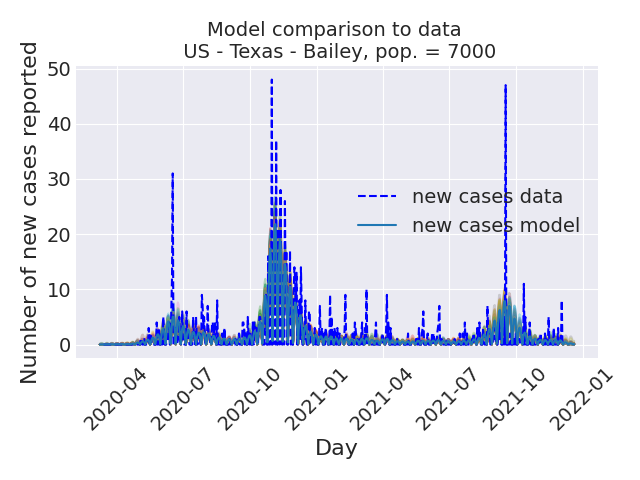 Model comparison to data
US - Texas - Bailey, pop. = 7000
Number of new cases reported
50
40
30
20
10
0
new cases data
new cases model
2020-04
2020-07
2020-10
2021-01
2021-04
2021-07
2021-10
2022-01
Day